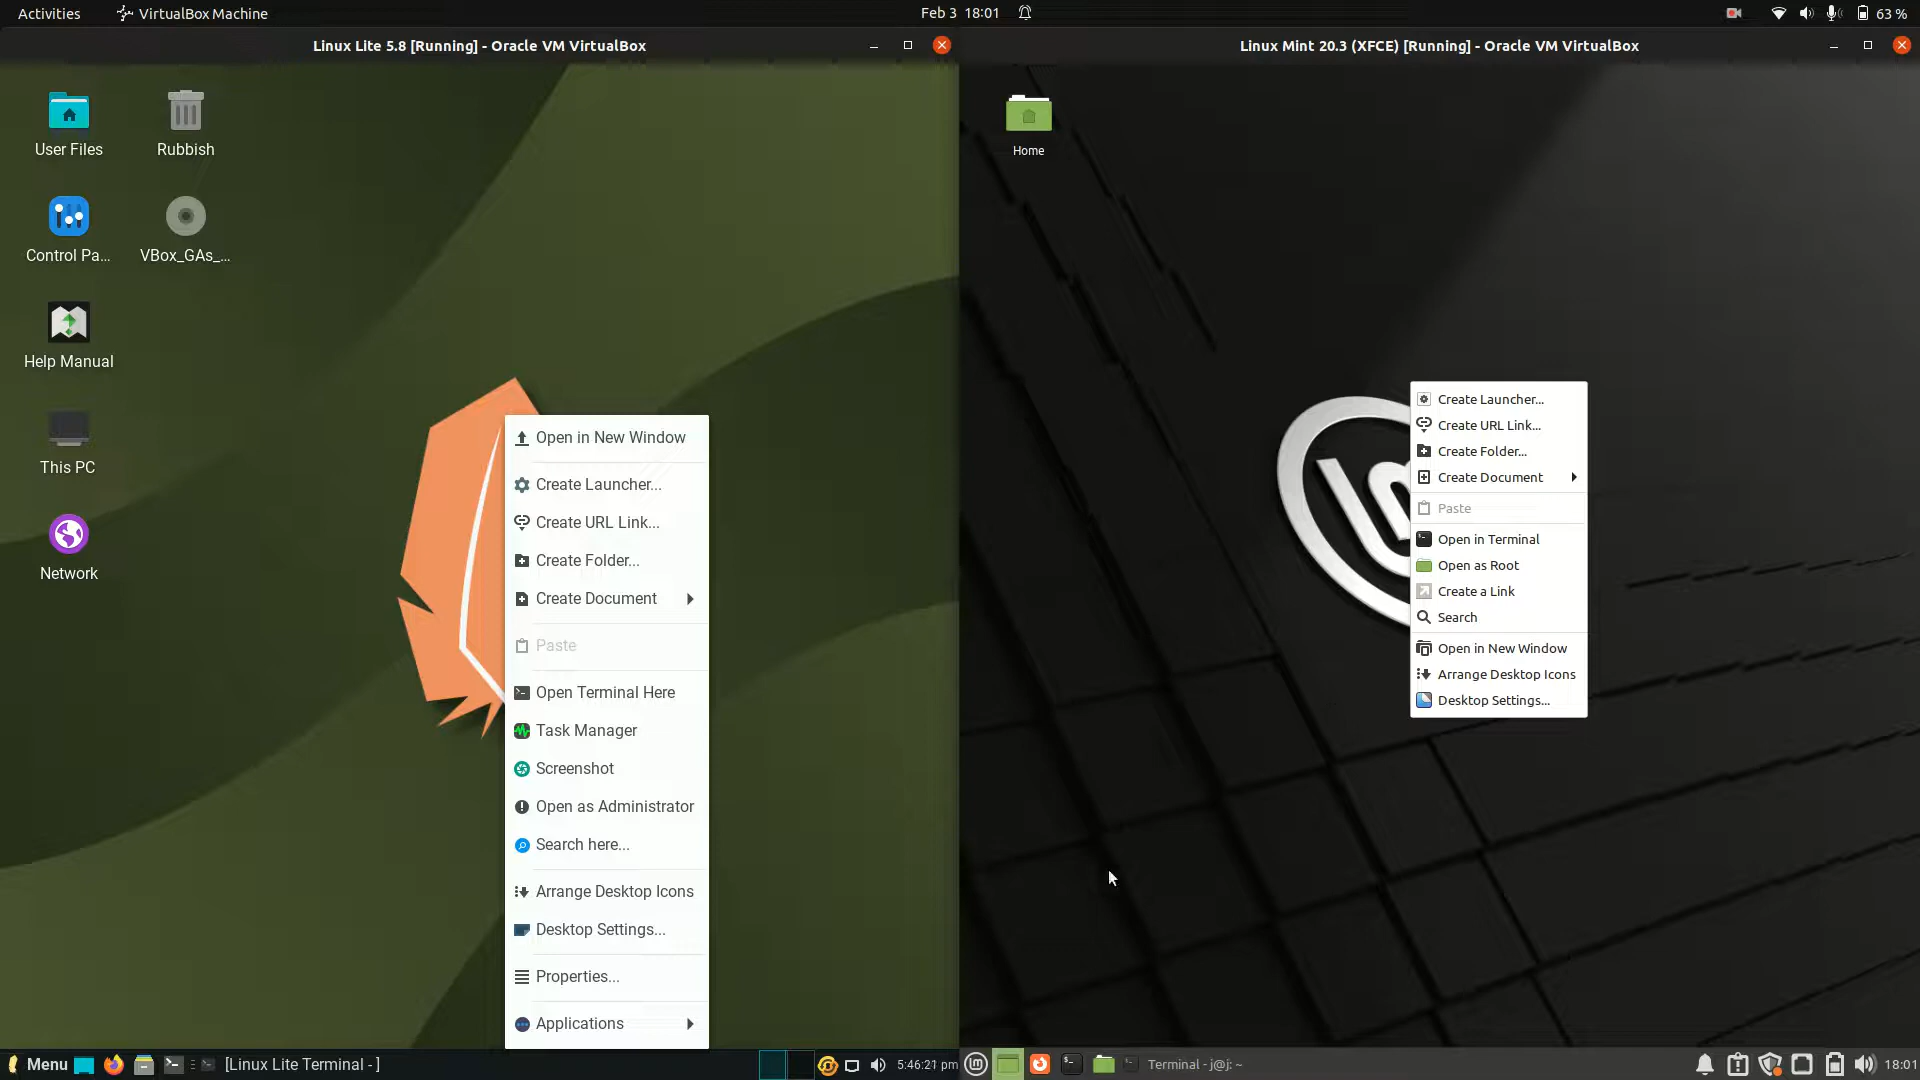 Activities
VirtualBox Machine
Feb 3 18:01
63 %
Linux Lite 5.8 [Running] - Oracle VM VirtualBox
Linux Mint 20.3 (XFCE) [Running] - Oracle VM VirtualBox
User Files
Rubbish
Control Pa...
VBox_GAs_...
Help Manual
This PC
Network
Open in New Window
Create Launcher...
Create URL Link...
Create Folder...
Create Document
Paste
Open Terminal Here
Task Manager
Screenshot
Open as Administrator
Search here...
Arrange Desktop Icons
Desktop Settings...
Properties...
Applications
Menu
[Linux Lite Terminal - ]
5:46:21 pm
Home
Create Launcher...
Create URL Link...
Create Folder...
Create Document
Paste
Open in Terminal
Open as Root
Create a Link
Search
Open in New Window
Arrange Desktop Icons
Desktop Settings...
Terminal - j@j: ~
18:01